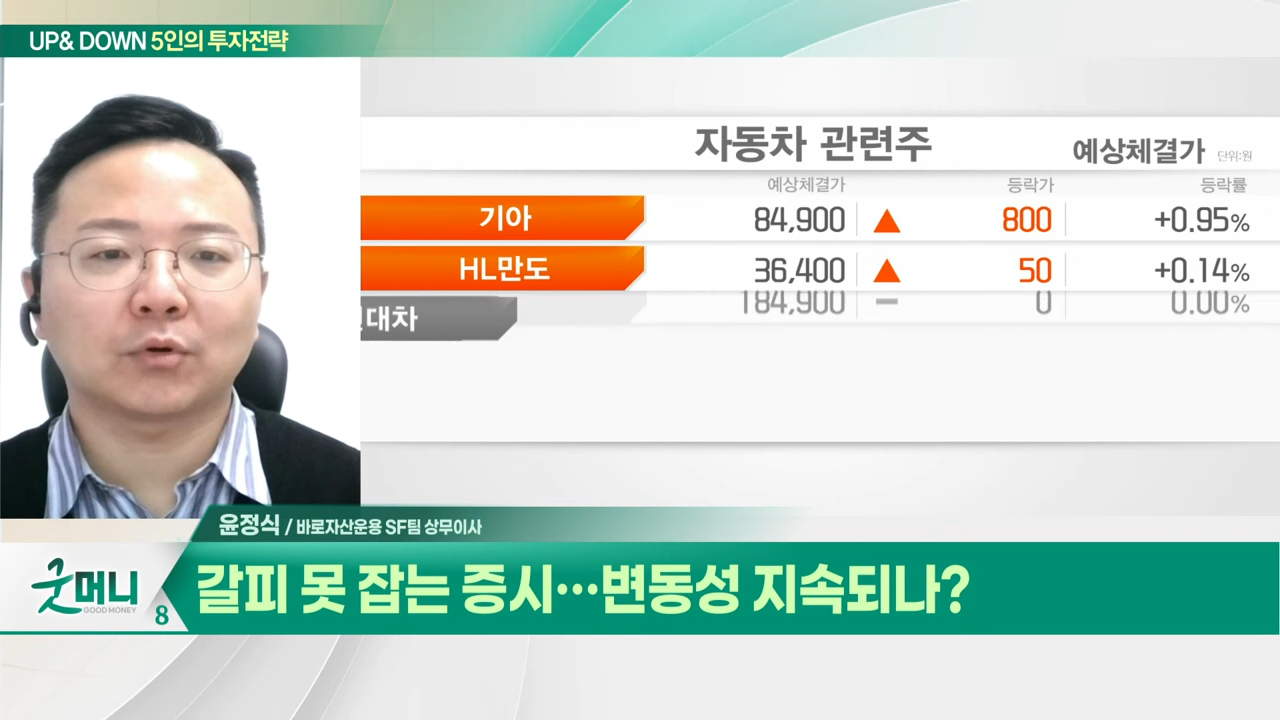 UP& DOWN 5인의 투자전략
자동차 관련주
예상체결가 단위:원
예상체결가 등락가 등락률
기아 84,900 ▲ 800 +0.95%
HL만도 36,400 ▲ 50 +0.14%
대차 184,900 - 0 0.00%
윤정식 / 바로자산운용 SF팀 상무이사
굿머니
GOOD MONEY
8
갈피 못 잡는 증시…변동성 지속되나?